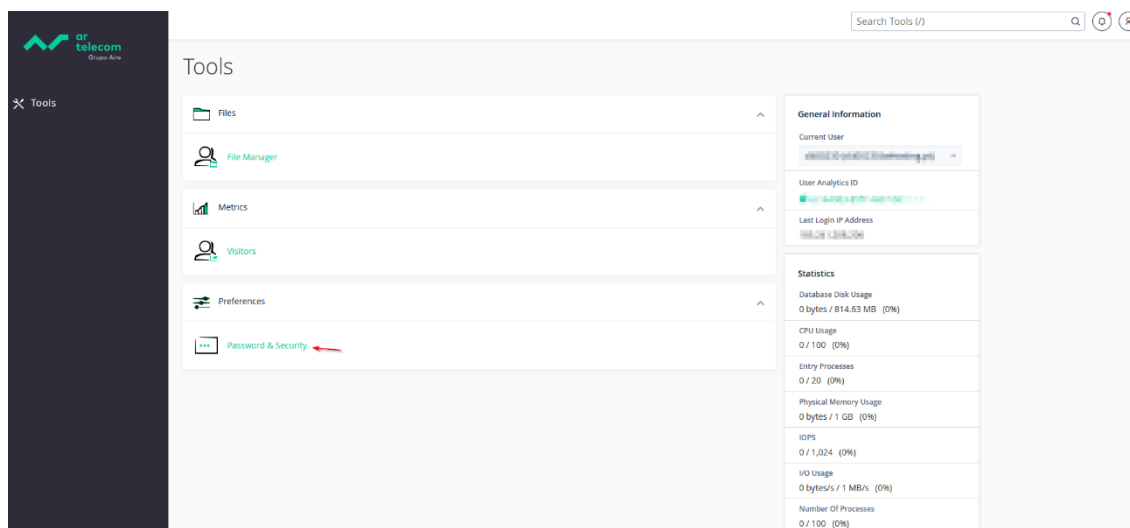 ar
telecom
Grupo Aire
Search Tools (/)
Tools
Tools
Files
File Manager
Metrics
Visitors
Preferences
Password & Security
General Information
Current User
User Analytics ID
Last Login IP Address
Statistics
Database Disk Usage
0 bytes / 814.63 MB (0%)
CPU Usage
0 / 100 (0%)
Entry Processes
0 / 20 (0%)
Physical Memory Usage
0 bytes / 1 GB (0%)
IOPS
0 / 1,024 (0%)
I/O Usage
0 bytes/s / 1 MB/s (0%)
Number Of Processes
0 / 100 (0%)